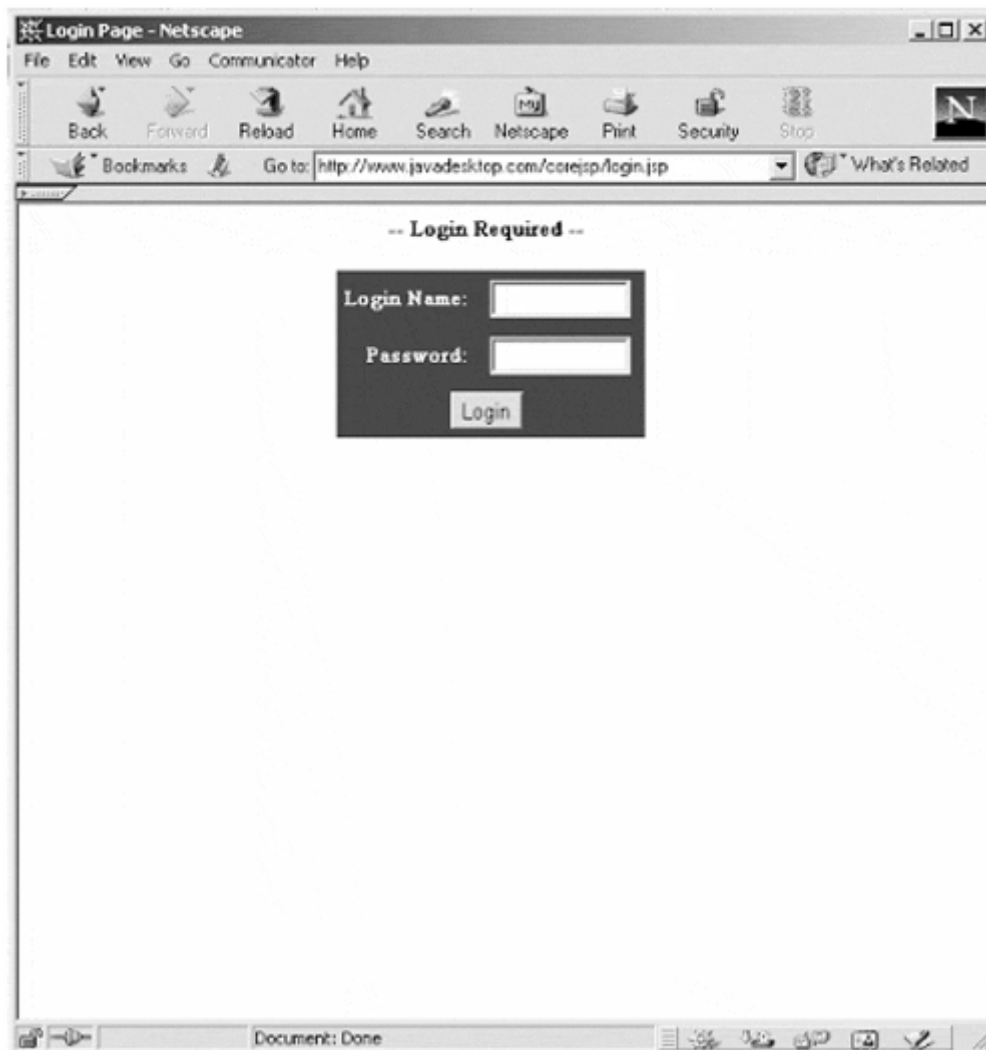 Login Page - Netscape
File Edit View Go Communicator Help
My
N
Back Forward Reload Home Search Netscape Print Security Stop
Bookmarks Go to: http://www.javadesktop.com/corejsp/login.jsp What's Related
-- Login Required --
Login Name:
Password:
Login
Document: Done